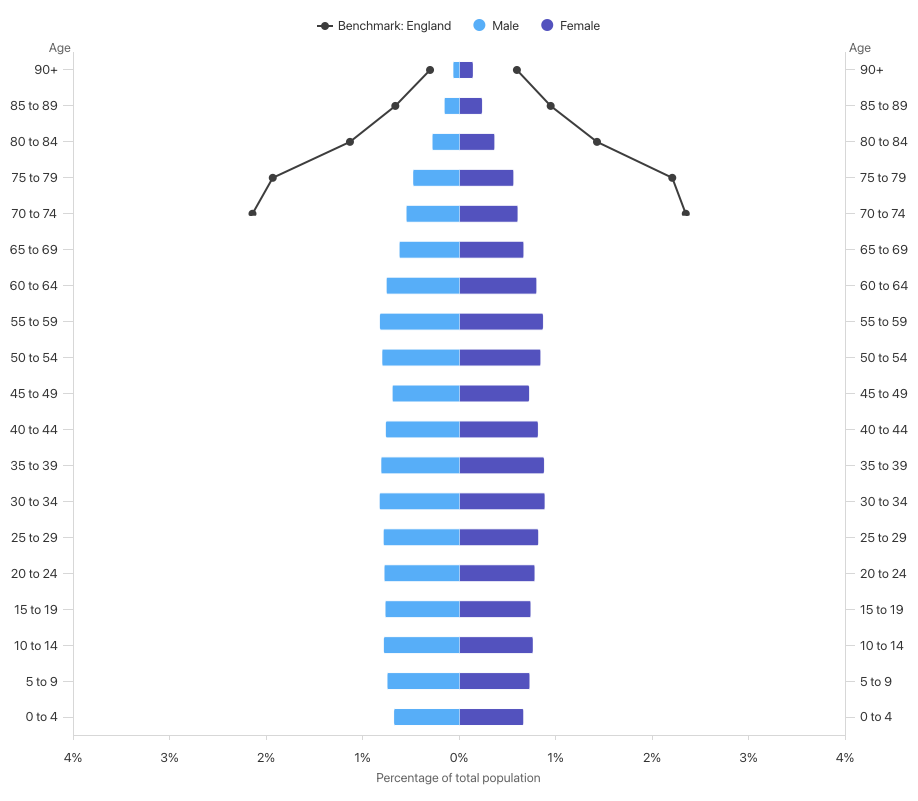 Benchmark: England Male Female
Age Age
90+ 90+
85 to 89 85 to 89
80 to 84 80 to 84
75 to 79 75 to 79
70 to 74 70 to 74
65 to 69 65 to 69
60 to 64 60 to 64
55 to 59 55 to 59
50 to 54 50 to 54
45 to 49 45 to 49
40 to 44 40 to 44
35 to 39 35 to 39
30 to 34 30 to 34
25 to 29 25 to 29
20 to 24 20 to 24
15 to 19 15 to 19
10 to 14 10 to 14
5 to 9 5 to 9
0 to 4 0 to 4
4% 3% 2% 1% 0% 1% 2% 3% 4%
Percentage of total population